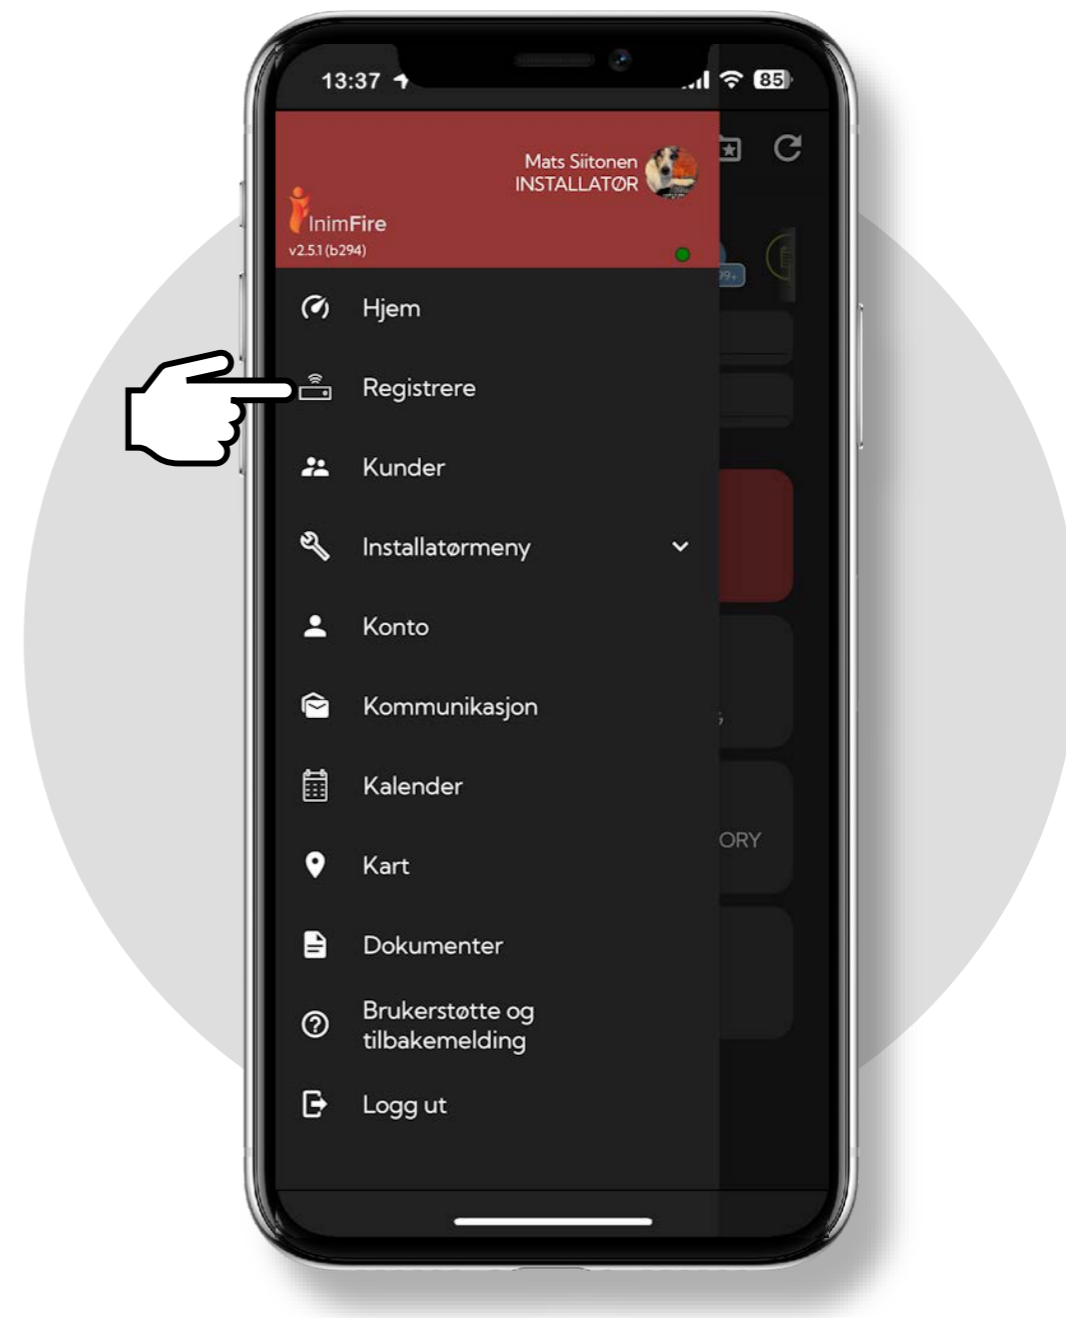 13:37
85
Mats Siitonen
INSTALLATØR
InimFire
v2.5.1 (b294)
99+
Hjem
Registrere
Kunder
Installatørmeny
Konto
Kommunikasjon
Kalender
ORY
Kart
Dokumenter
Brukerstøtte og
tilbakemelding
Logg ut